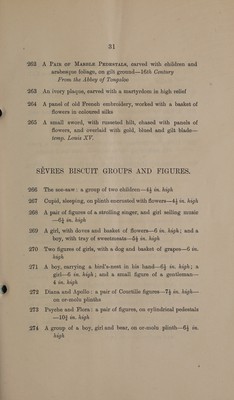 31
262 A Pair of Marble Pedestals, carved with children and
arabesque foliage, on gilt ground—16th Century
From the Abbey of Tongaloo
263 An ivory plaque, carved with a martyrdom in high relief
264 A panel of old French embroidery, worked with a basket of
flowers in coloured silks
265 A small sword, with russeted hilt, chased with panels of
flowers, and overlaid with gold, blued and gilt blade—
temp. Louis XV.
SÈVRES BISCUIT GROUPS AND FIGURES.
266 The see-saw: a group of two children—4½ in. high
267 Cupid, sleeping, on plinth encrusted with flowers—4½ in. high
268 A pair of figures of a strolling singer, and girl selling music
—6½ in. high
269 A girl, with doves and basket of flowers—6 in. high; and a
boy, with tray of sweetmeats—5½ in. high
270 Two figures of girls, with a dog and basket of grapes—6 in.
high
271 A boy, carrying a bird's-nest in his hand—6½ in. high; a
girl—6 in. high; and a small figure of a gentleman—
4 in. high
272 Diana and Apollo: a pair of Courtille figures—7½ in. high—
on or-molu plinths
273 Psyche and Flora: a pair of figures, on cylindrical pedestals
—10½ in. high
274 A group of a boy, girl and bear, on or-molu plinth—6½ in.
high